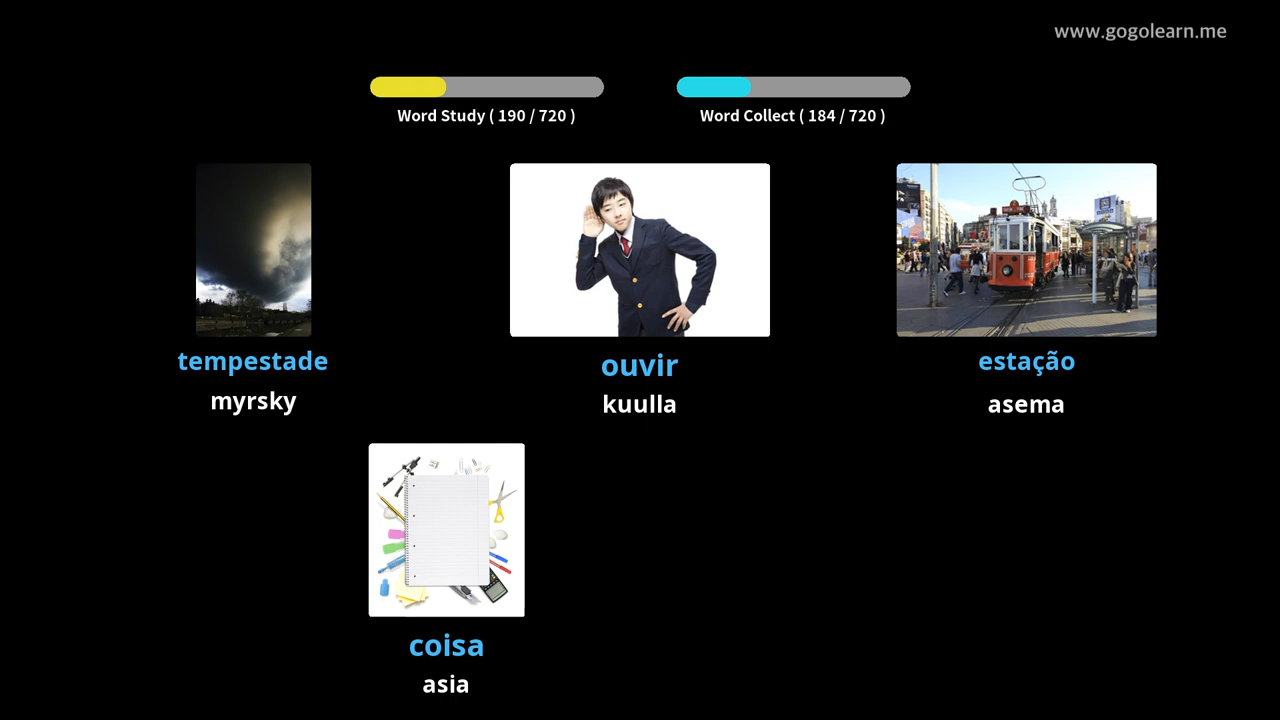 www.gogolearn.me
Word Study ( 190 / 720 )
Word Collect ( 184 / 720 )
tempestade
myrsky
ouvir
kuulla
estação
asema
coisa
asia